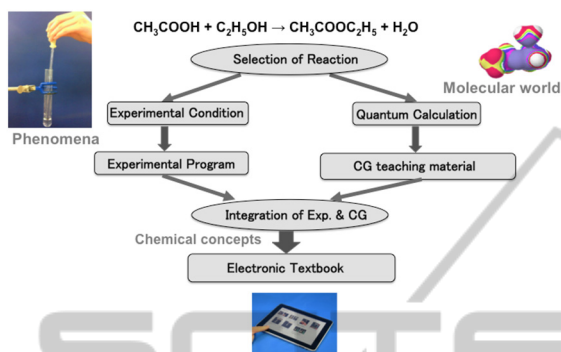 CH₃COOH + C₂H₅OH → CH₃COOC₂H₅ + H₂O
Selection of Reaction
Molecular world
Experimental Condition
Quantum Calculation
Phenomena
Experimental Program
CG teaching material
Integration of Exp. & CG
Chemical concepts
Electronic Textbook